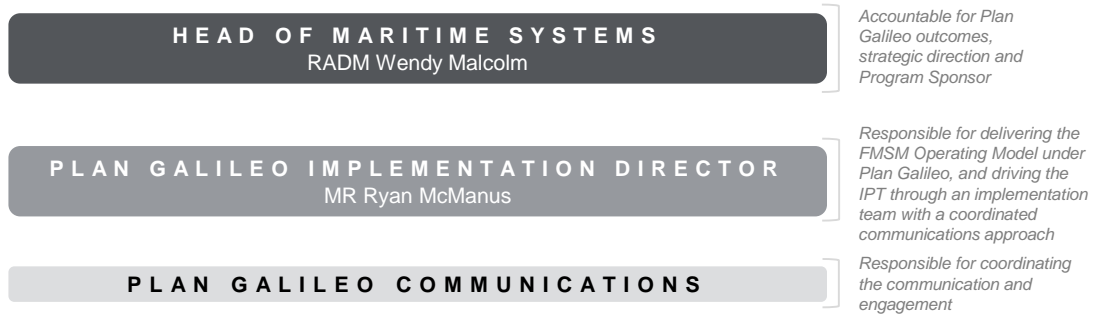 HEAD OF MARITIME SYSTEMS
RADM Wendy Malcolm
Accountable for Plan
Galileo outcomes,
strategic direction and
Program Sponsor
PLAN GALILEO IMPLEMENTATION DIRECTOR
MR Ryan McManus
Responsible for delivering the
FMSM Operating Model under
Plan Galileo, and driving the
IPT through an implementation
team with a coordinated
communications approach
PLAN GALILEO COMMUNICATIONS
Responsible for coordinating
the communication and
engagement